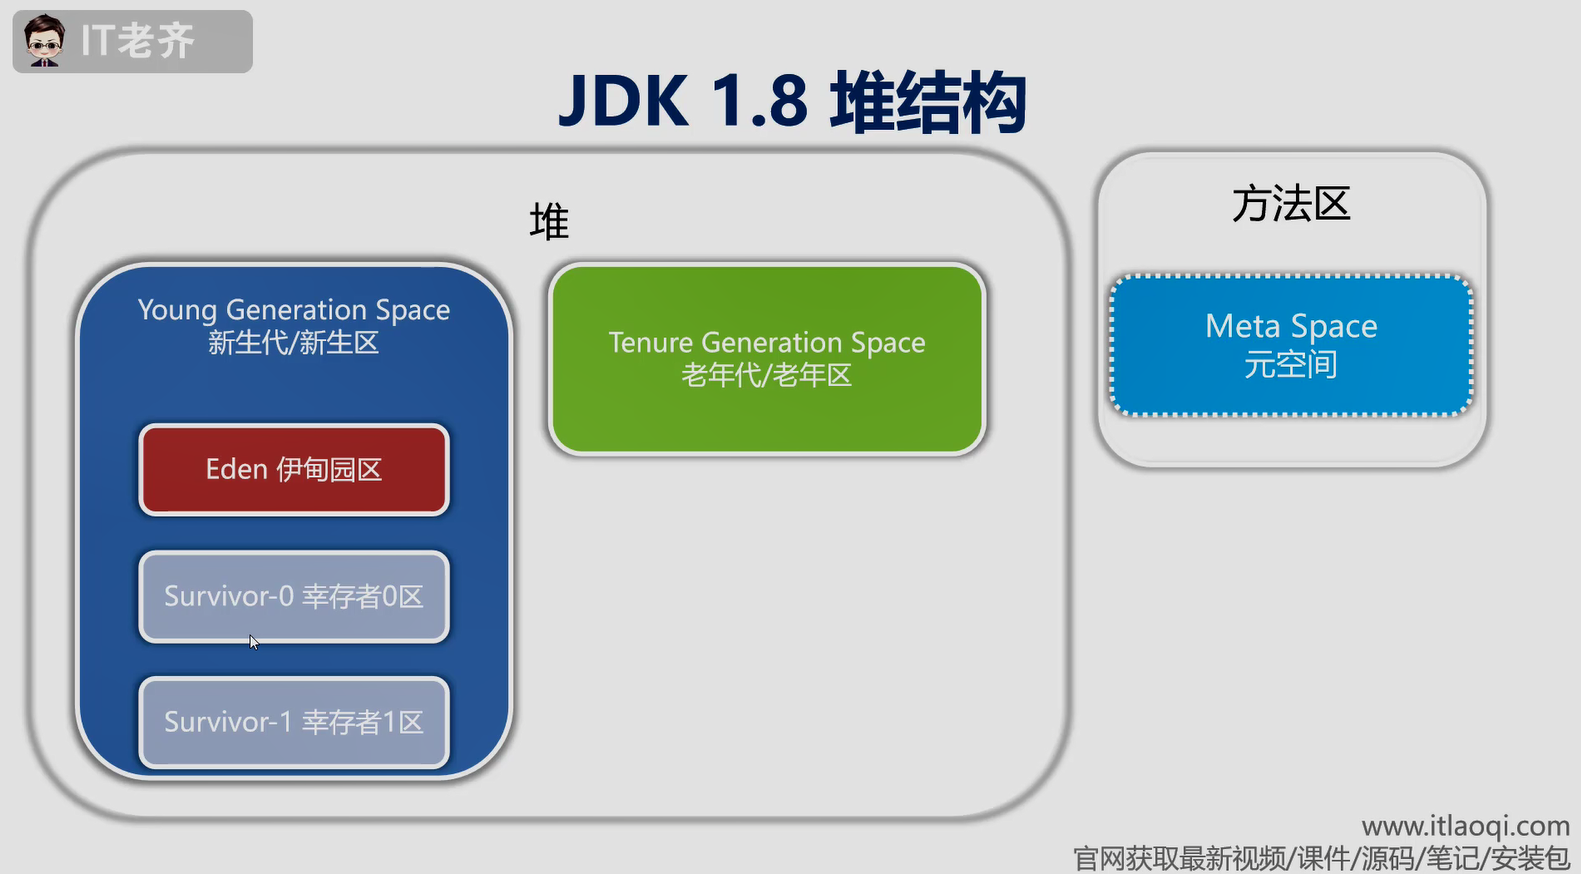 IT老齐
JDK 1.8 堆结构
堆
Young Generation Space
新生代/新生区
Eden 伊甸园区
Survivor-0 幸存者0区
Survivor-1 幸存者1区
Tenure Generation Space
老年代/老年区
方法区
Meta Space
元空间
www.itlaoqi.com
官网获取最新视频/课件/源码/笔记/安装包